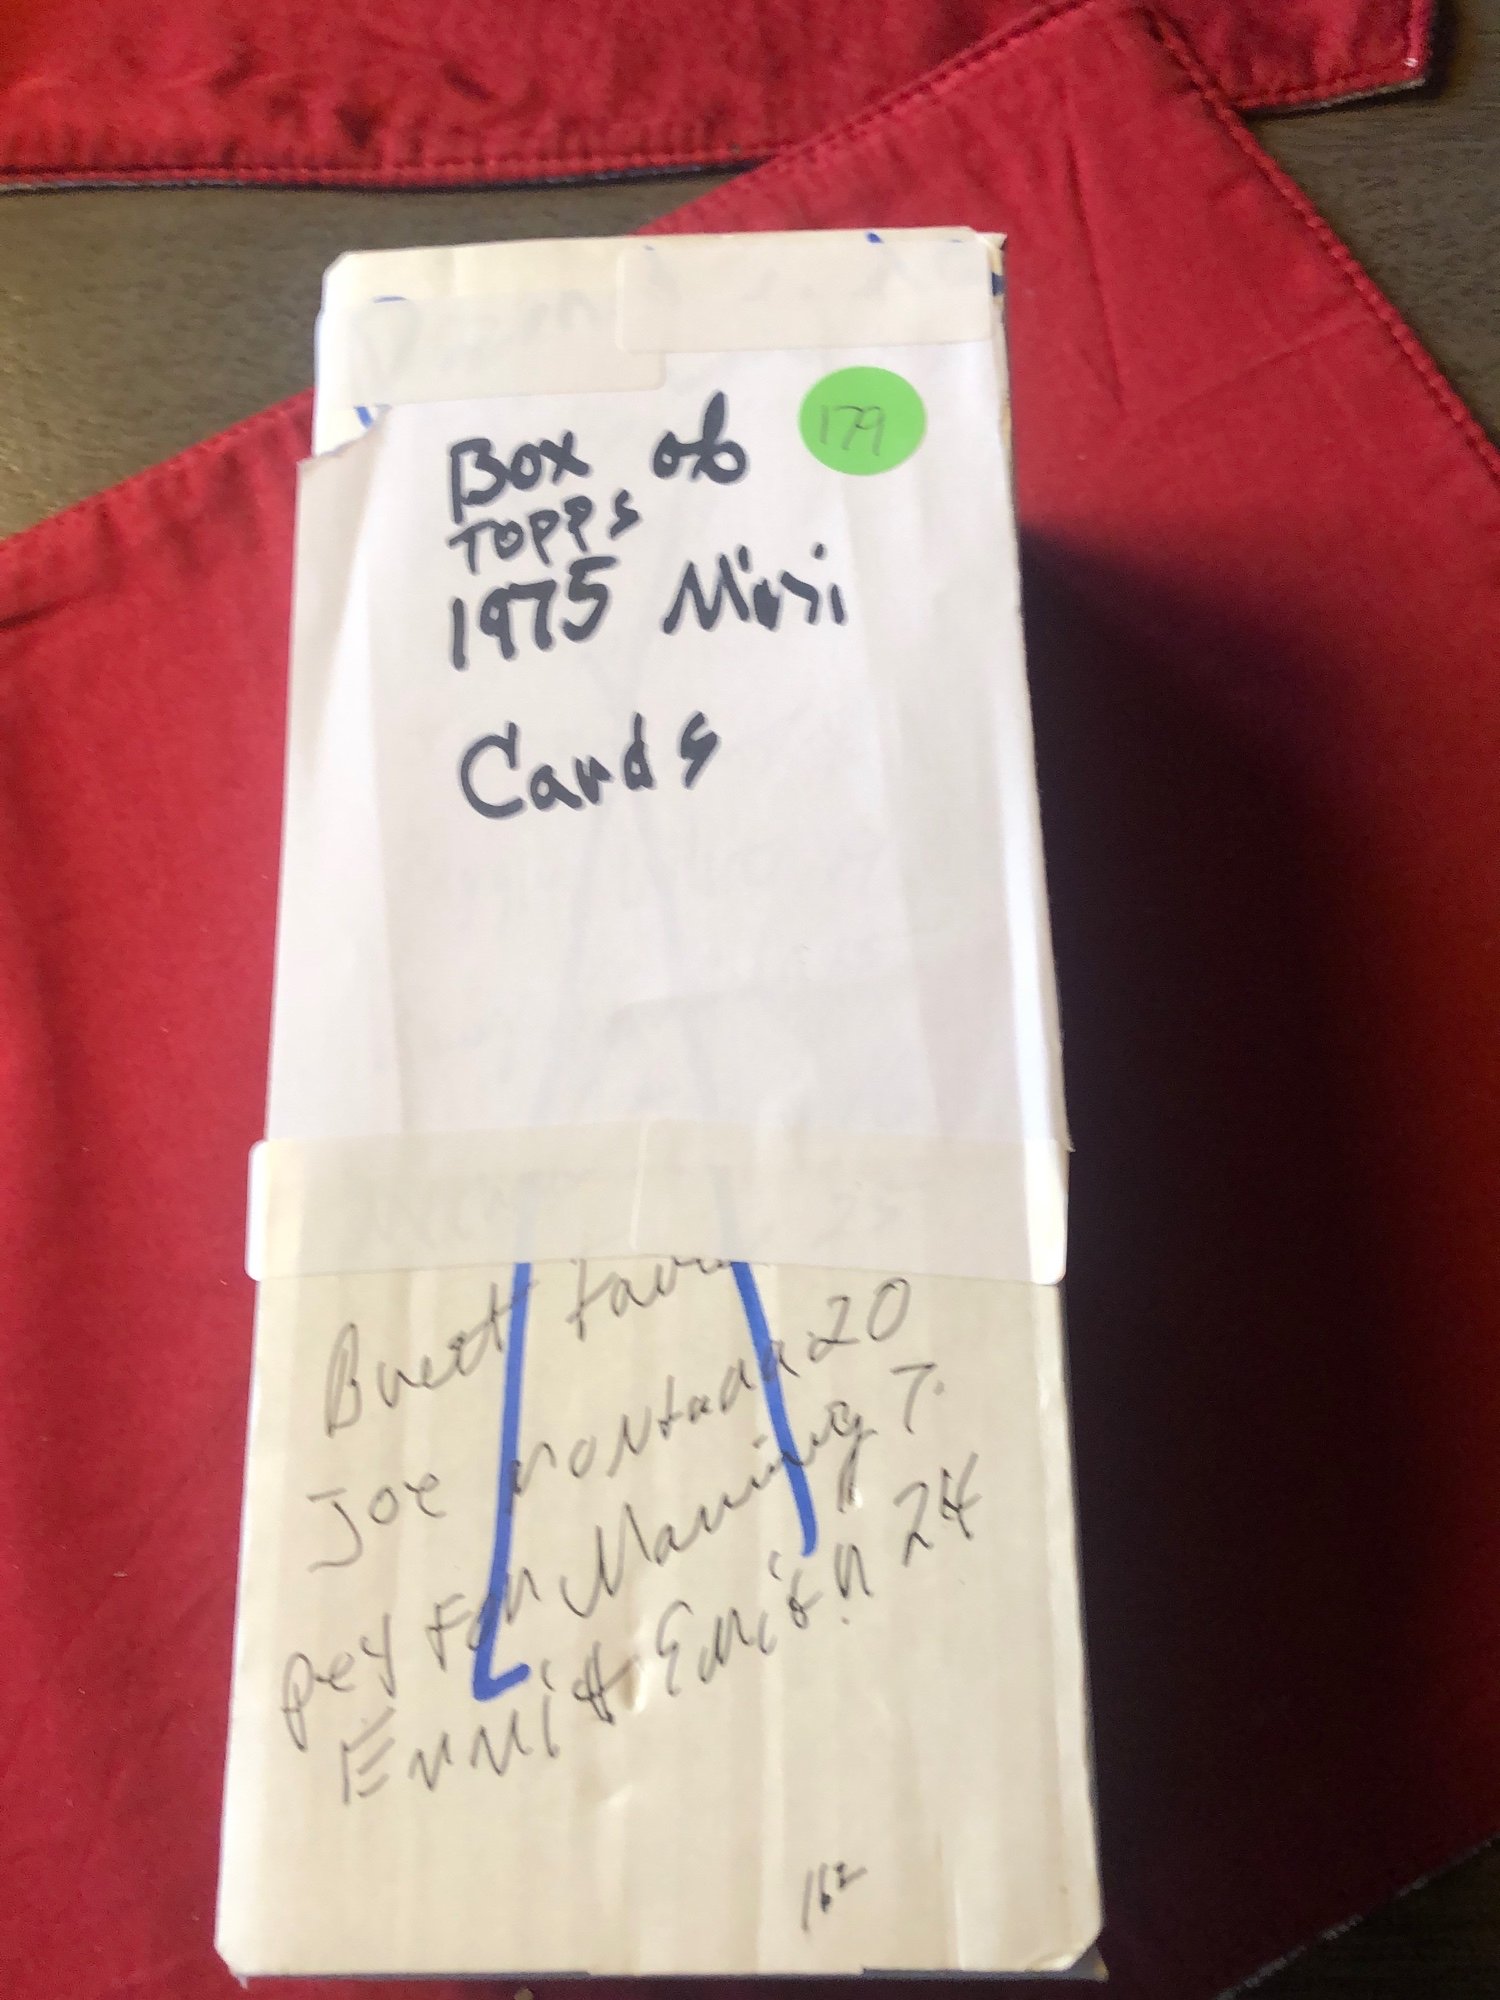 Box of 179
TOPPS
1975 Mini
Cards
25
Brett Favre
Joe Montana 20
peyton Manning 7.
Emmitt Smith 24
162